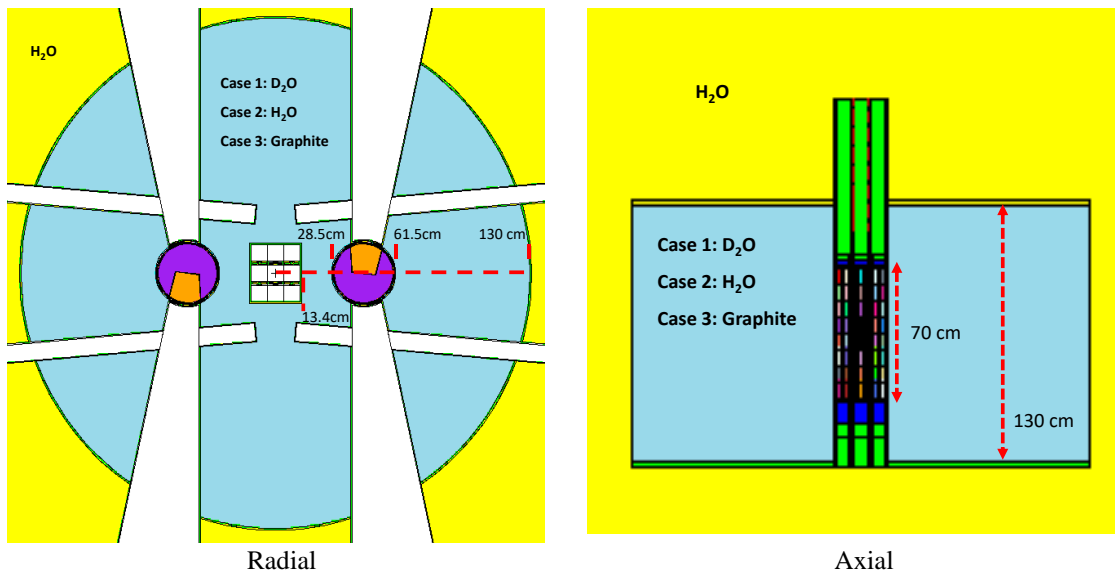 H₂O
Case 1: D₂O
Case 2: H₂O
Case 3: Graphite
28.5cm
61.5cm
130 cm
13.4cm
Radial
H₂O
Case 1: D₂O
Case 2: H₂O
Case 3: Graphite
70 cm
130 cm
Axial